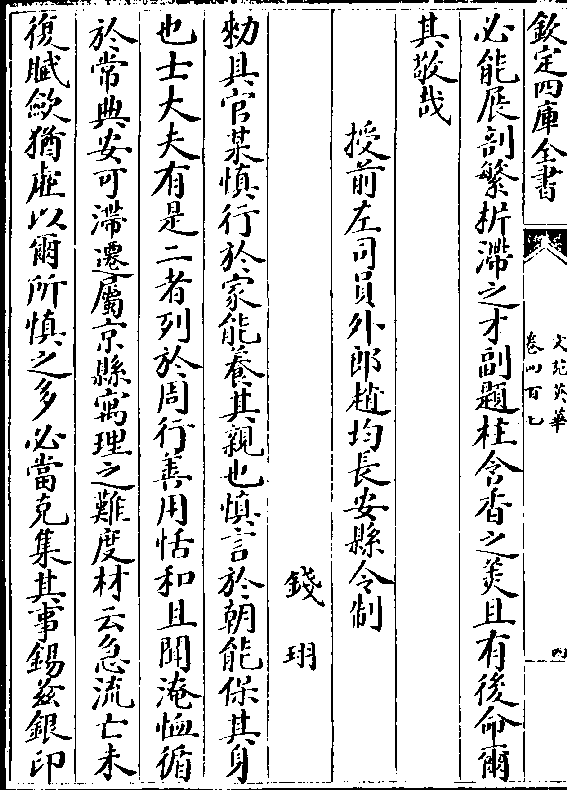 欽定四庫全書
文苑英華
卷四百七
必能展剖繁折滯之才副題柱含香之美且有後命爾
其敬哉
授前左司員外郎趙均長安縣令制
錢珝
勑具官某慎行於家能養其親也慎言於朝能保其身
也士大夫有是二者列於周行善用恬和且聞淹恤循
於常典安可滯遷屬京縣寓理之難度材云急流亡未
復賦斂猶虛以爾所慎之多必當克集其事錫茲銀印